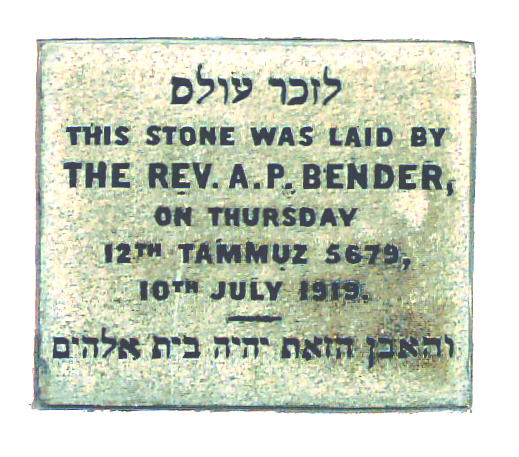 לזכר עולם
THIS STONE WAS LAID BY
THE REV. A. P. BENDER,
ON THURSDAY
12TH TAMMUZ 5679,
10TH JULY 1919.
והאבן הזאת יהיה בית אלהים